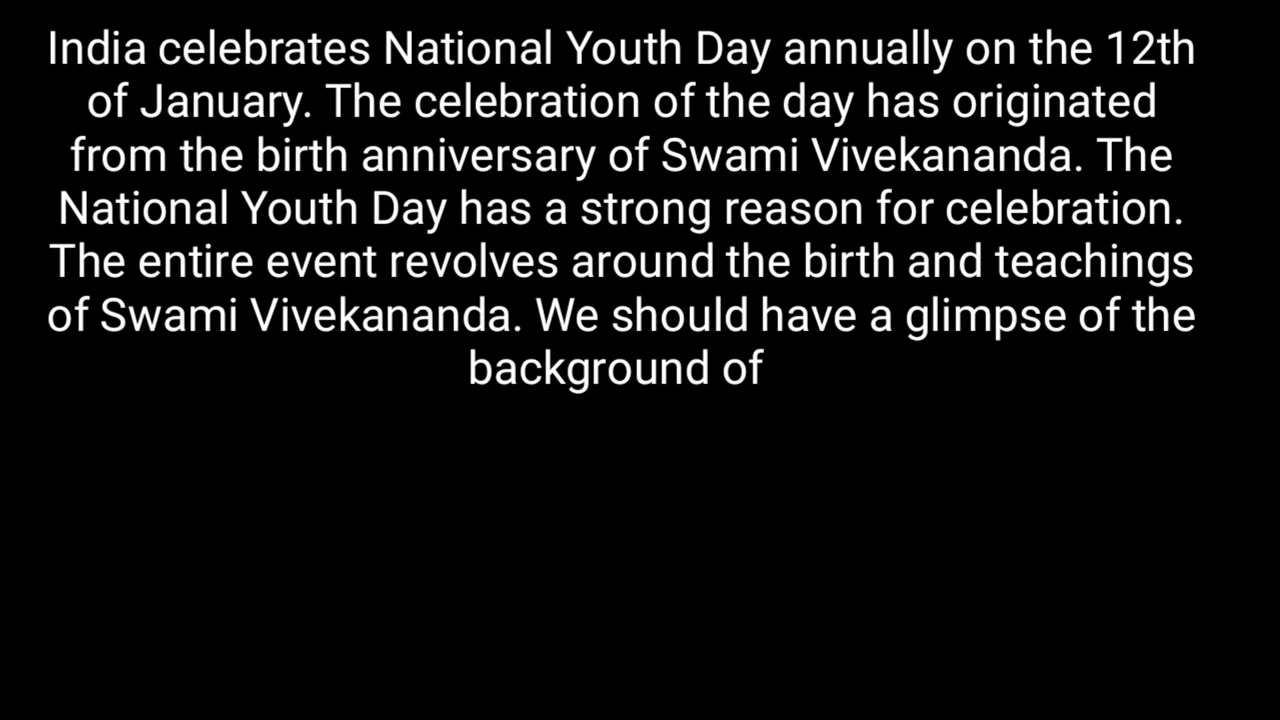 India celebrates National Youth Day annually on the 12th
of January. The celebration of the day has originated
from the birth anniversary of Swami Vivekananda. The
National Youth Day has a strong reason for celebration.
The entire event revolves around the birth and teachings
of Swami Vivekananda. We should have a glimpse of the
background of